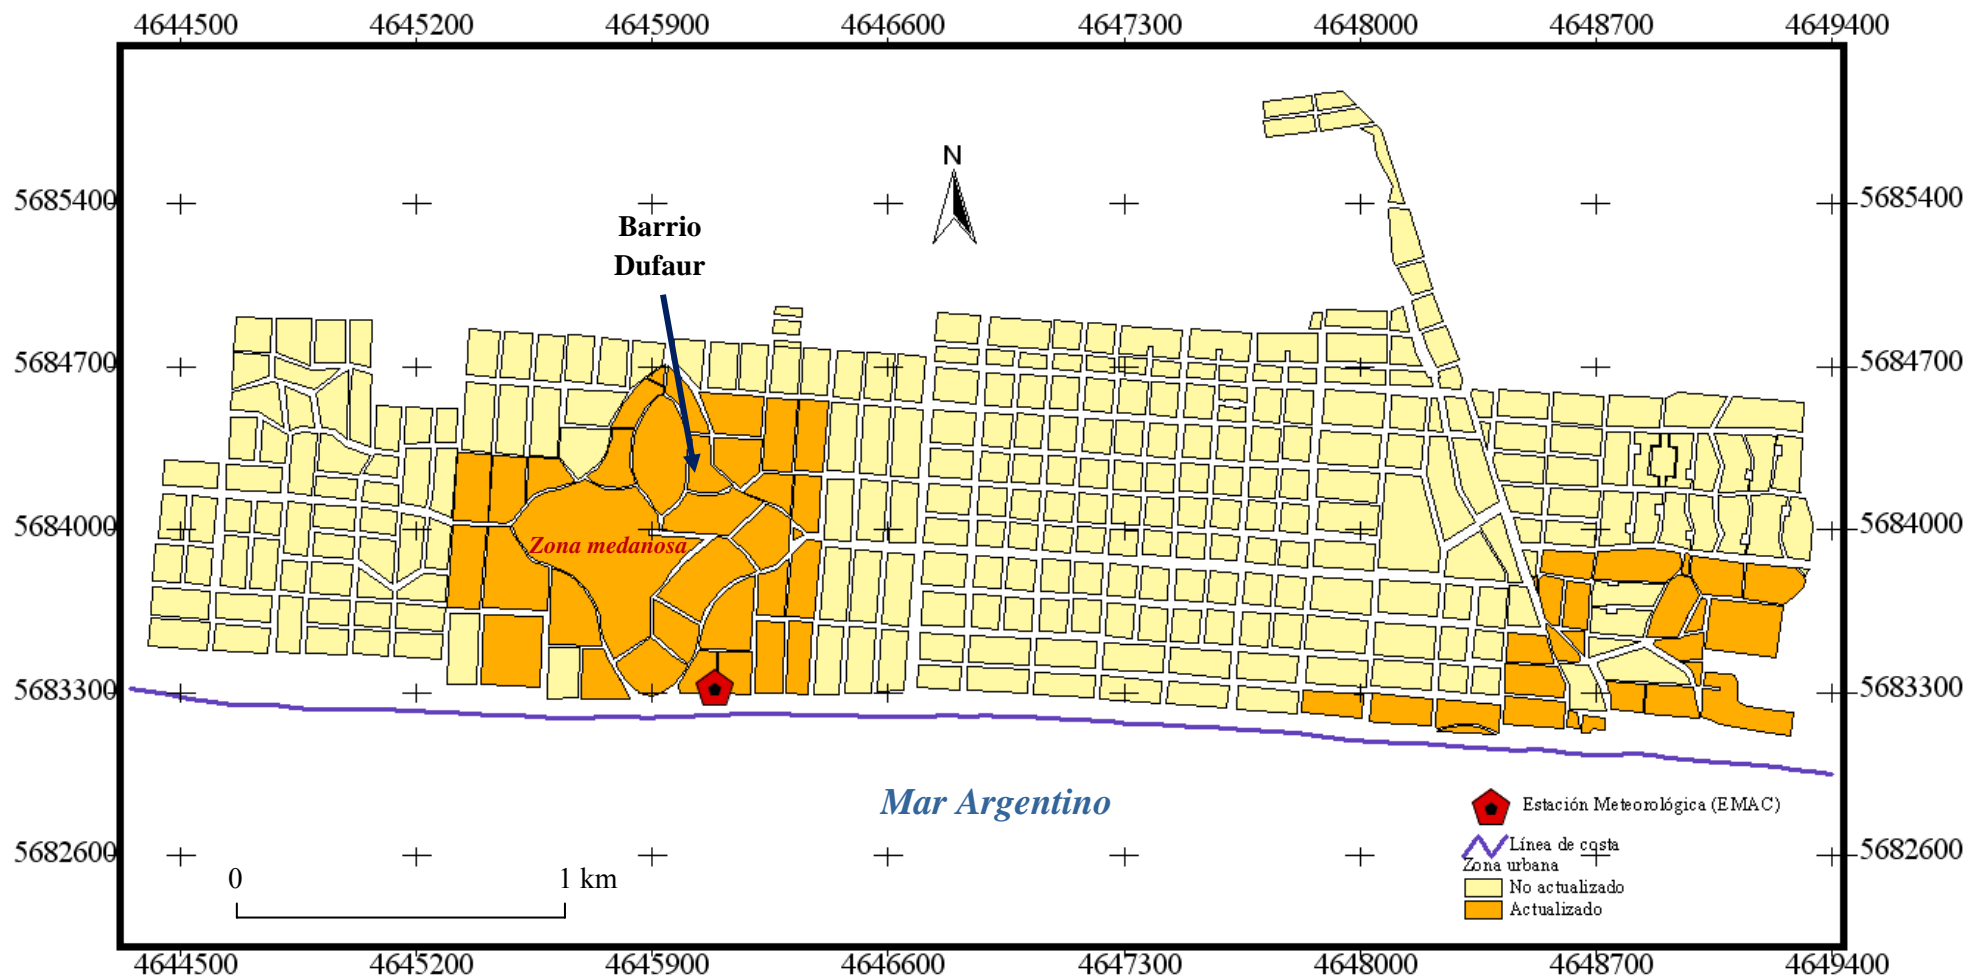 4644500 4645200 4645900 4646600 4647300 4648000 4648700 4649400
N
5685400 5685400
Barrio
Dufaur
5684700 5684700
5684000 5684000
Zona medanosa
5683300 5683300
Mar Argentino
Estación Meteorológica (EMAC)
Línea de costa
5682600 5682600
Zona urbana
0 1 km
No actualizado
Actualizado
4644500 4645200 4645900 4646600 4647300 4648000 4648700 4649400